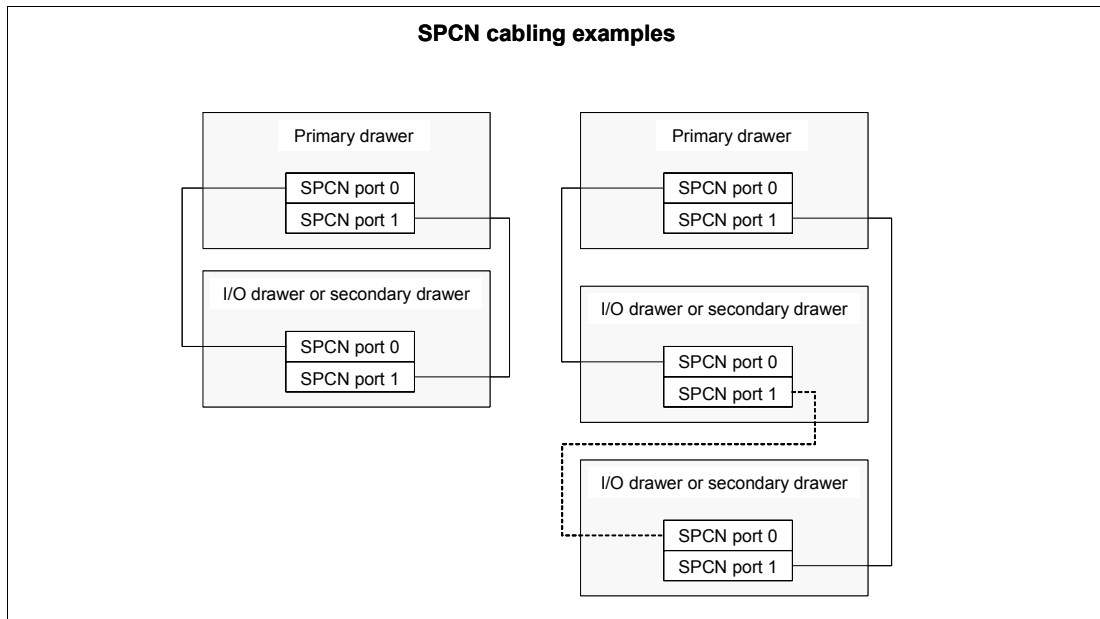 SPCN cabling examples
Primary drawer
SPCN port 0
SPCN port 1
I/O drawer or secondary drawer
SPCN port 0
SPCN port 1
Primary drawer
SPCN port 0
SPCN port 1
I/O drawer or secondary drawer
SPCN port 0
SPCN port 1
I/O drawer or secondary drawer
SPCN port 0
SPCN port 1